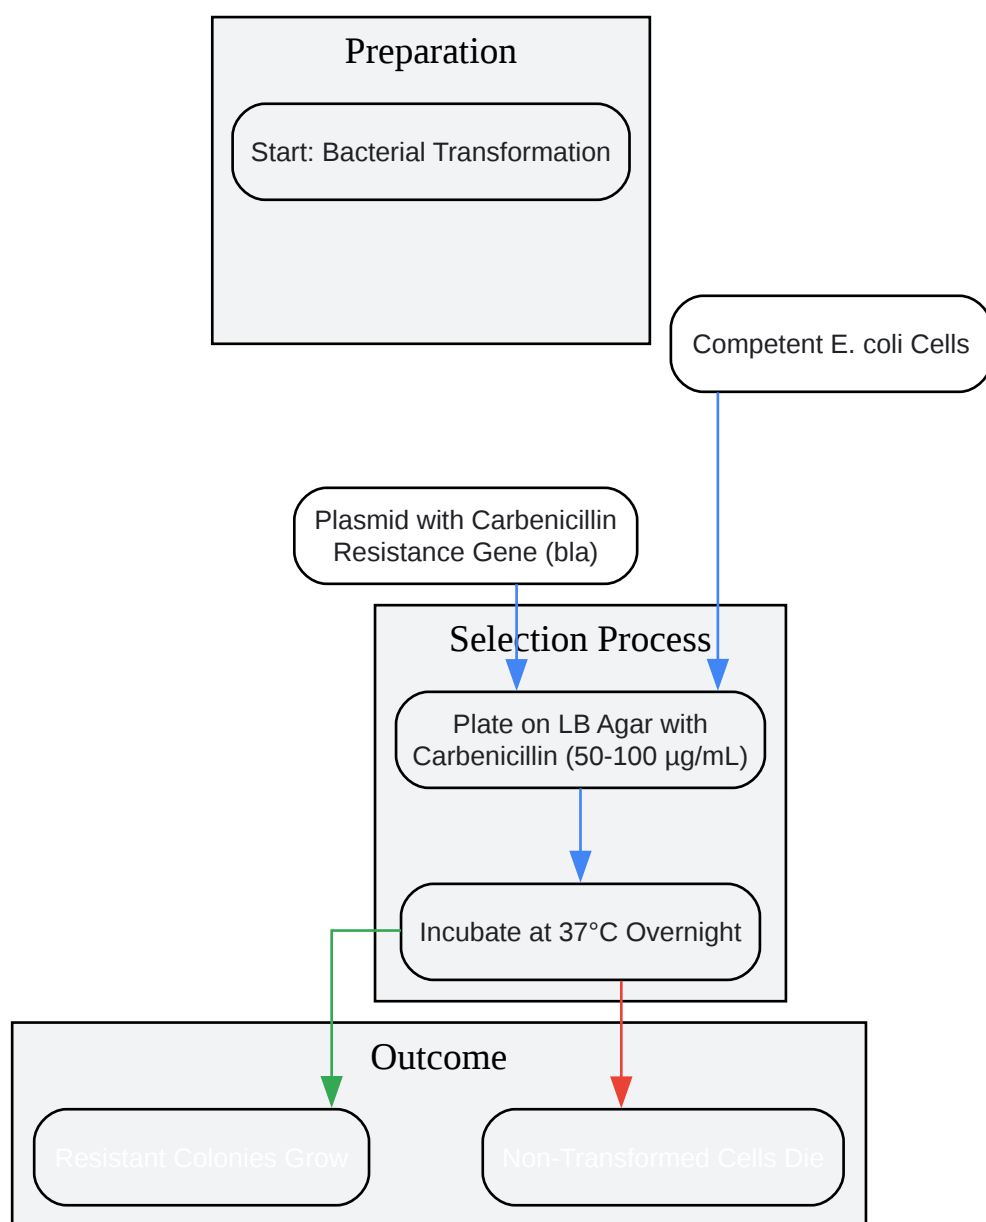 Preparation
Start: Bacterial Transformation
Competent E. coli Cells
Plasmid with Carbenicillin
Resistance Gene (bla)
Selection Process
Plate on LB Agar with
Carbenicillin (50-100 µg/mL)
Incubate at 37°C Overnight
Outcome
Resistant Colonies Grow
Non-Transformed Cells Die